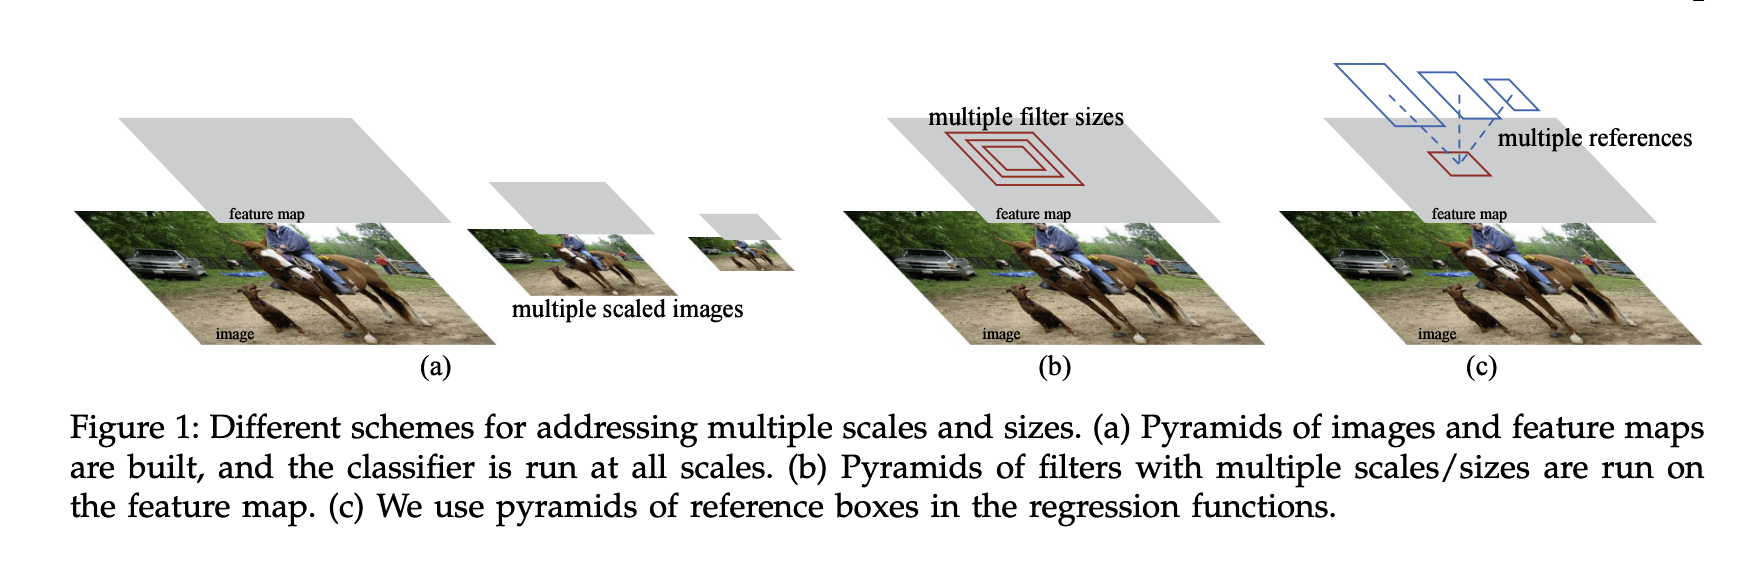 multiple filter sizes
multiple references
feature map
feature map
feature map
multiple scaled images
image
image
image
(a)
(b)
(c)
Figure 1: Different schemes for addressing multiple scales and sizes. (a) Pyramids of images and feature maps
are built, and the classifier is run at all scales. (b) Pyramids of filters with multiple scales/sizes are run on
the feature map. (c) We use pyramids of reference boxes in the regression functions.